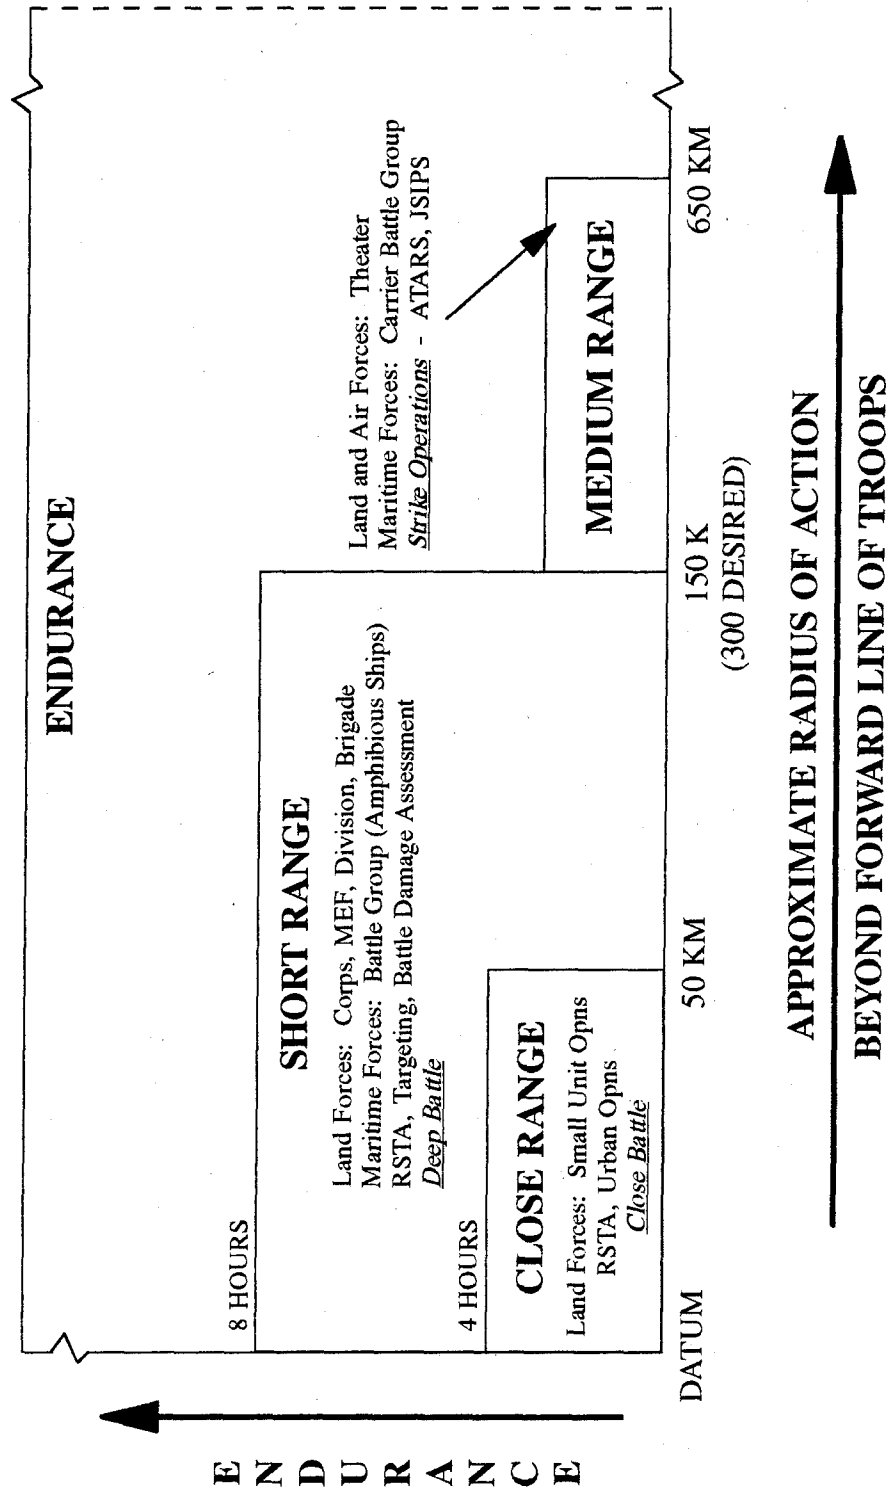 ENDURANCE
8 HOURS
SHORT RANGE
Land Forces: Corps, MEF, Division, Brigade
Maritime Forces: Battle Group (Amphibious Ships)
RSTA, Targeting, Battle Damage Assessment
Deep Battle
Land and Air Forces: Theater
Maritime Forces: Carrier Battle Group
Strike Operations - ATARS, JSIPS
4 HOURS
CLOSE RANGE
Land Forces: Small Unit Opns
RSTA, Urban Opns
Close Battle
MEDIUM RANGE
ENDURANCE
DATUM
50 KM
150 K
(300 DESIRED)
650 KM
APPROXIMATE RADIUS OF ACTION
BEYOND FORWARD LINE OF TROOPS